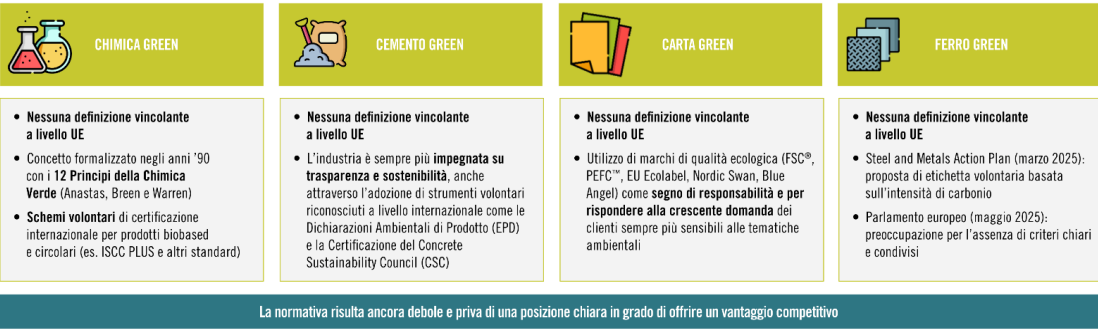 CHIMICA GREEN
• Nessuna definizione vincolante
a livello UE
• Concetto formalizzato negli anni ’90
con i 12 Principi della Chimica
Verde (Anastas, Breen e Warren)
• Schemi volontari di certificazione
internazionale per prodotti biobased
e circolari (es. ISCC PLUS e altri standard)
CEMENTO GREEN
• Nessuna definizione vincolante
a livello UE
• L’industria è sempre più impegnata su
trasparenza e sostenibilità, anche
attraverso l’adozione di strumenti volontari
riconosciuti a livello internazionale come le
Dichiarazioni Ambientali di Prodotto (EPD)
e la Certificazione del Concrete
Sustainability Council (CSC)
CARTA GREEN
• Nessuna definizione vincolante
a livello UE
• Utilizzo di marchi di qualità ecologica (FSC®,
PEFC™, EU Ecolabel, Nordic Swan, Blue
Angel) come segno di responsabilità e per
rispondere alla crescente domanda dei
clienti sempre più sensibili alle tematiche
ambientali
FERRO GREEN
• Nessuna definizione vincolante
a livello UE
• Steel and Metals Action Plan (marzo 2025):
proposta di etichetta volontaria basata
sull’intensità di carbonio
• Parlamento europeo (maggio 2025):
preoccupazione per l’assenza di criteri chiari
e condivisi
La normativa risulta ancora debole e priva di una posizione chiara in grado di offrire un vantaggio competitivo